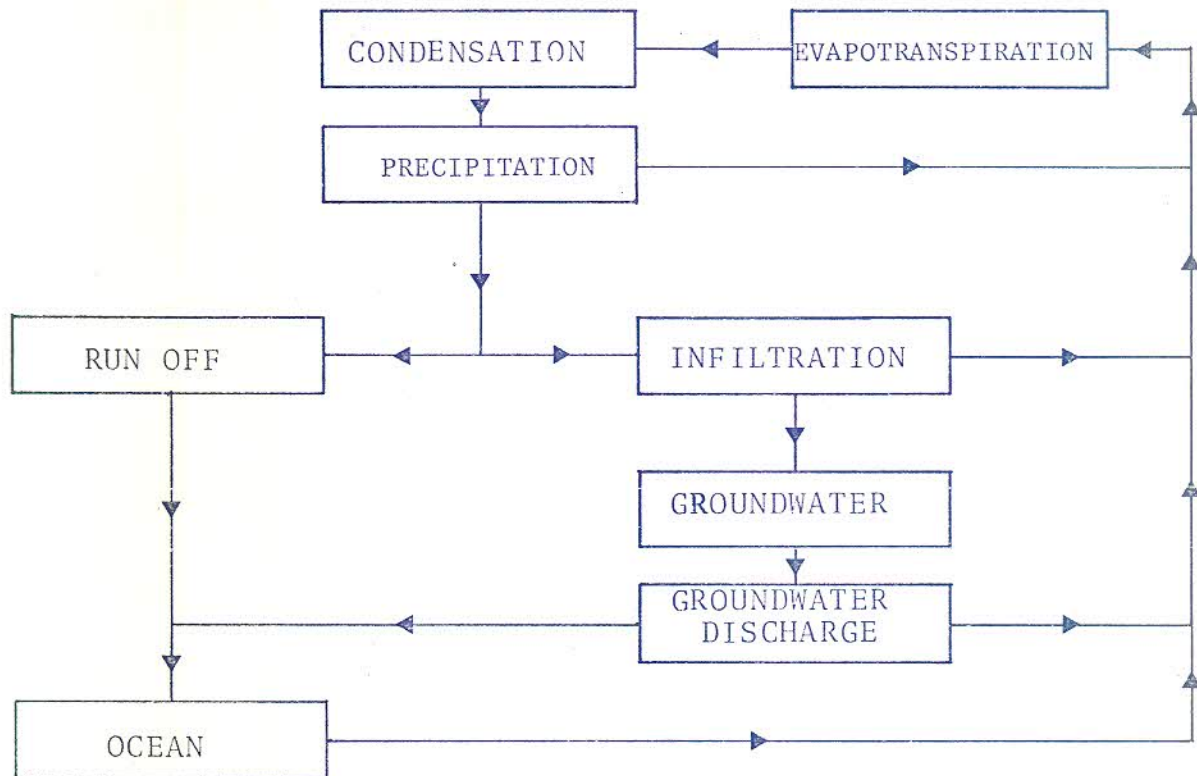 CONDENSATION
EVAPOTRANSPIRATION
PRECIPITATION
RUN OFF
INFILTRATION
GROUNDWATER
GROUNDWATER
DISCHARGE
OCEAN